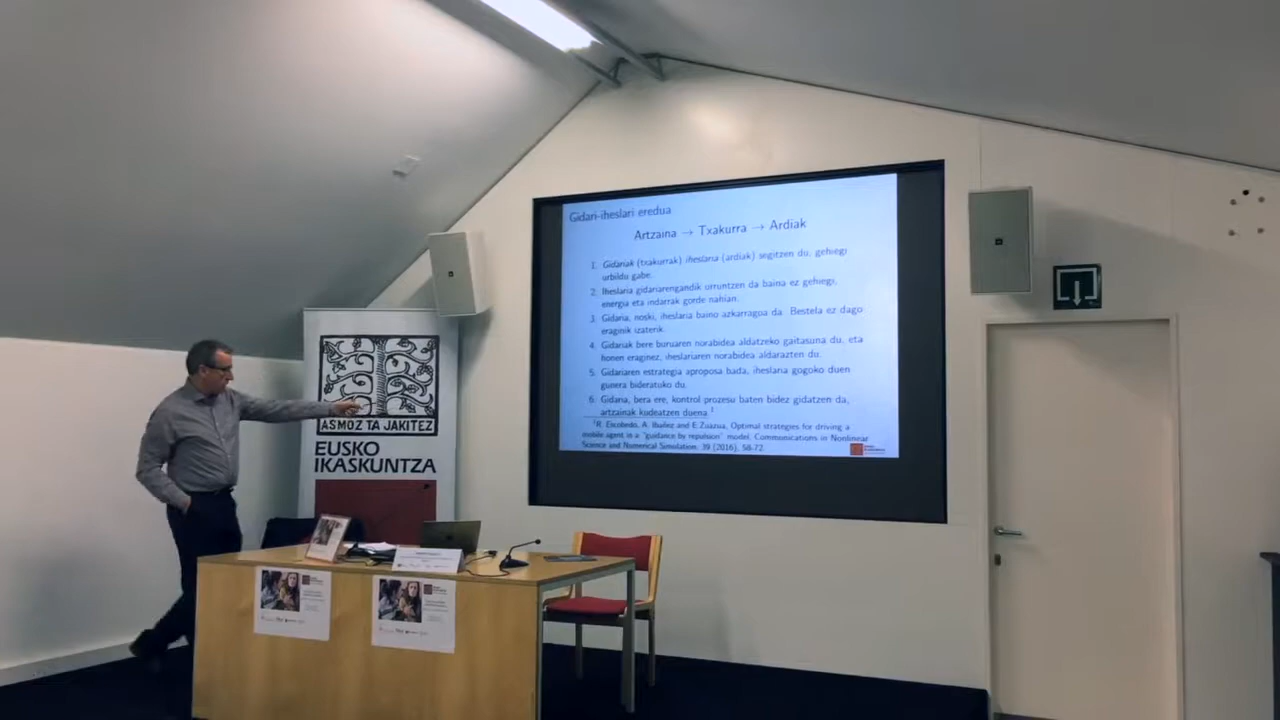 ASMOZ TA JAKITEZ
EUSKO
IKASKUNTZA
Gidari-iheslari eredua
Artzaina → Txakurra → Ardiak
1. Gidariak (txakurrak) iheslaria (ardiak) segitzen du, gehiegi
urbildu gabe.
2. Iheslaria gidariarengandik urruntzen da baina ez gehiegi,
energia eta indarrak gorde nahian.
3. Gidaria, noski, iheslaria baino azkarragua da. Bestela ez dago
eraginik izaterik.
4. Gidariak bere buruaren norabidea aldatzeko gaitasuna du, eta
honen eraginez, iheslariaren norabidea aldarazten du.
5. Gidariaren estrategia aproposa bada, iheslaria gogoko duen
gunera bideratuko du.
6. Gidaria, bera ere, kontrol prozesu baten bidez gidatzen da,
artzainak kudeatzen duena.¹
¹R. Escobedo, A. Ibañez and E.Zuazua, Optimal strategies for driving a
mobile agent in a "guidance by repulsion" model, Communications in Nonlinear
Science and Numerical Simulation, 39 (2016), 58-72